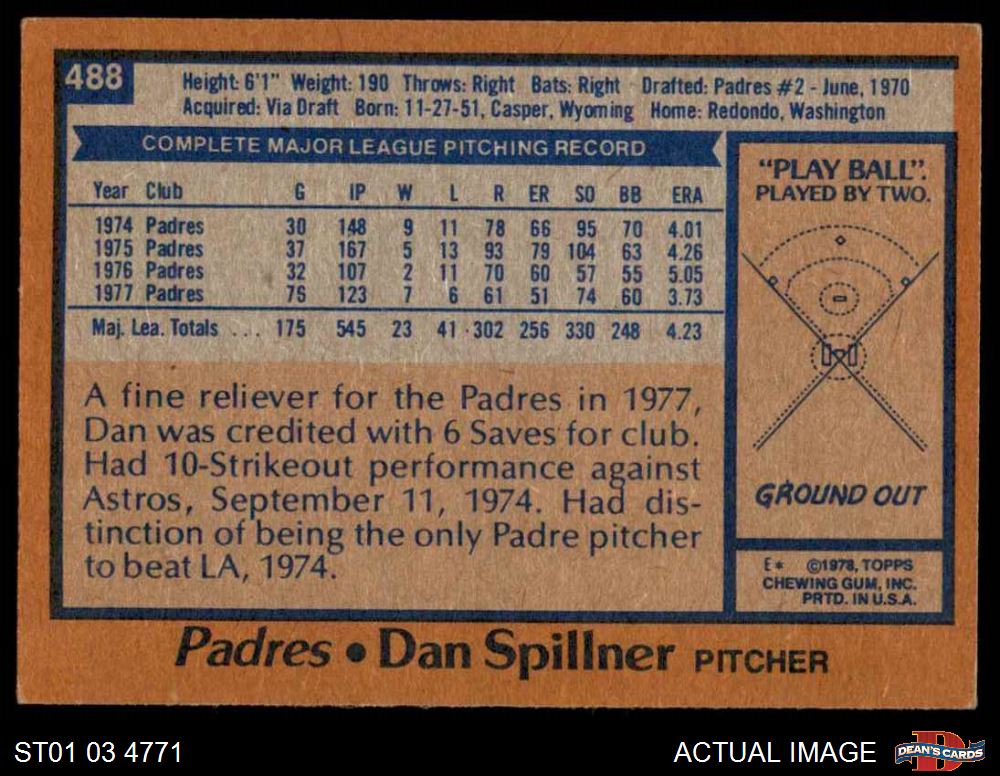 488
Height: 6'1" Weight: 190 Throws: Right Bats: Right · Drafted: Padres #2 - June, 1970
Acquired: Via Draft Born: 11-27-51, Casper, Wyoming Home: Redondo, Washington
COMPLETE MAJOR LEAGUE PITCHING RECORD
Year Club G IP W L R ER SO BB ERA
1974 Padres 30 148 9 11 78 66 95 70 4.01
1975 Padres 37 167 5 13 93 79 104 63 4.26
1976 Padres 32 107 2 11 70 60 57 55 5.05
1977 Padres 76 123 7 6 61 51 74 60 3.73
Maj. Lea. Totals ... 175 545 23 41 302 256 330 248 4.23
A fine reliever for the Padres in 1977,
Dan was credited with 6 Saves for club.
Had 10-Strikeout performance against
Astros, September 11, 1974. Had dis-
tinction of being the only Padre pitcher
to beat LA, 1974.
"PLAY BALL".
PLAYED BY TWO.
GROUND OUT
E* ©1978, TOPPS
CHEWING GUM, INC.
PRTD. IN U.S.A.
Padres • Dan Spillner PITCHER
ST01 03 4771
ACTUAL IMAGE
DEAN'S CARDS